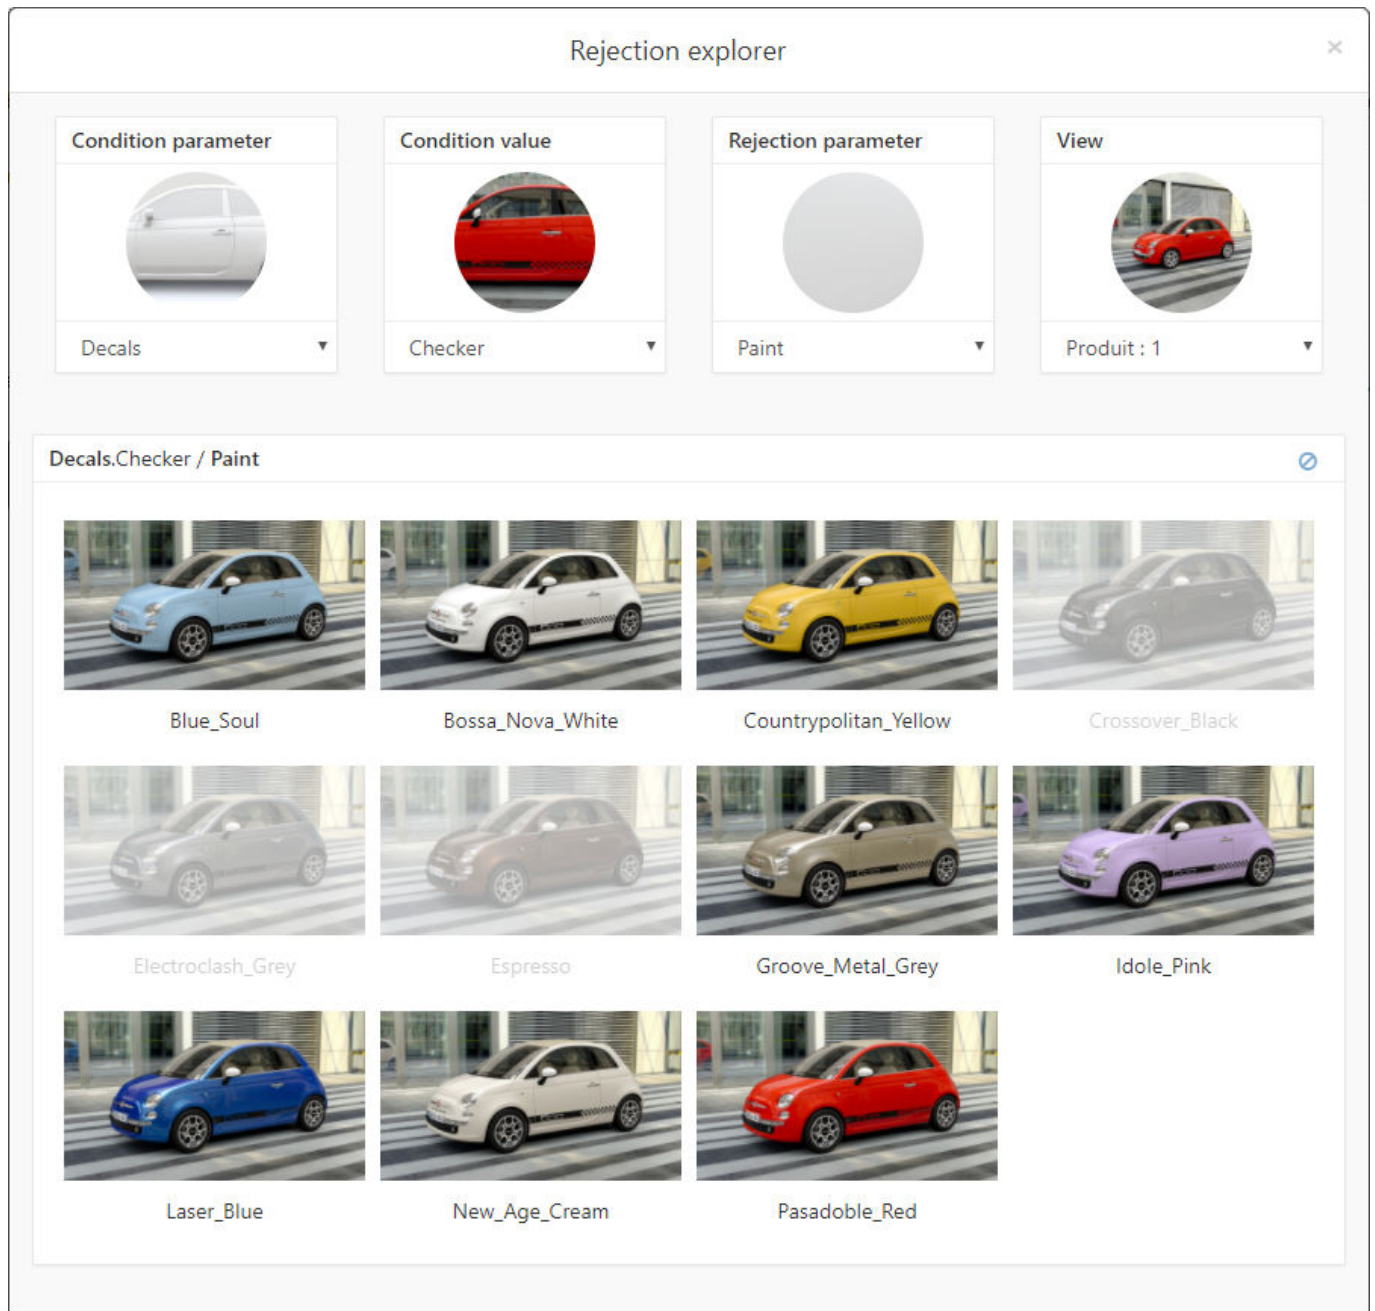 Rejection explorer ×
Condition parameter
Condition value
Rejection parameter
View
Decals
Checker
Paint
Produit : 1
Decals.Checker / Paint
Blue_Soul
Bossa_Nova_White
Countrypolitan_Yellow
Crossover_Black
Electroclash_Grey
Espresso
Groove_Metal_Grey
Idole_Pink
Laser_Blue
New_Age_Cream
Pasadoble_Red